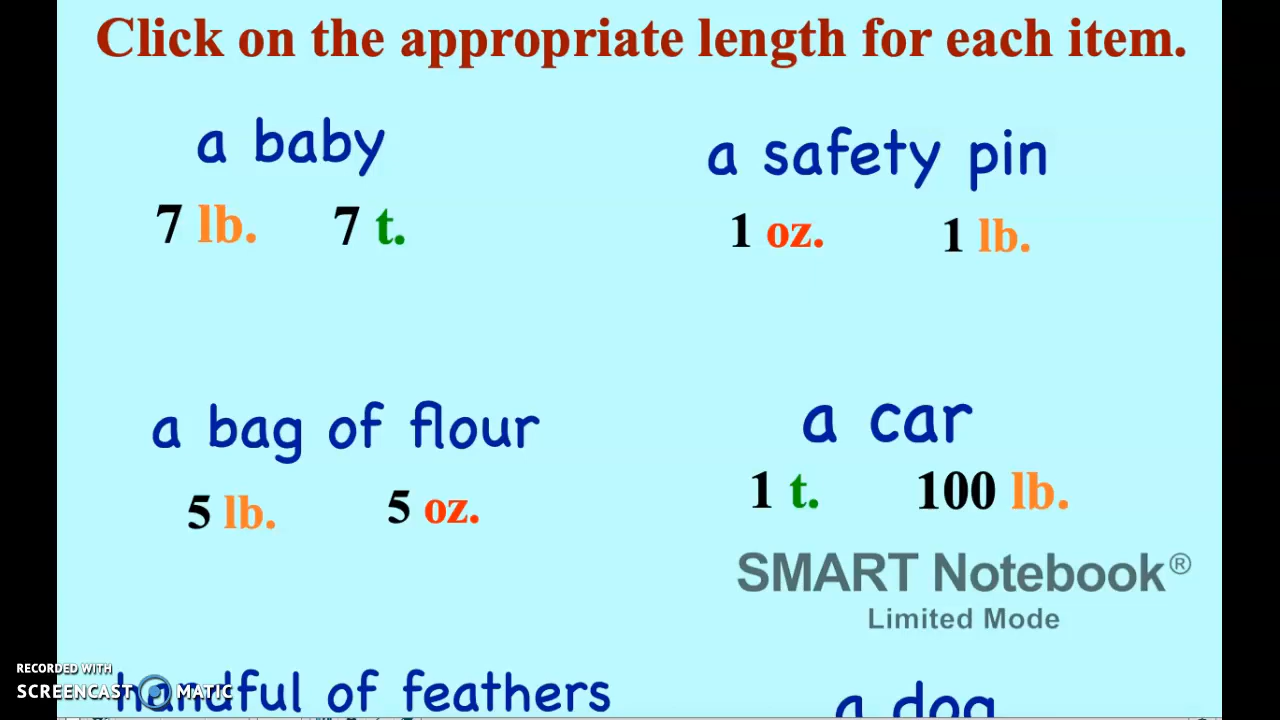 Click on the appropriate length for each item.
a baby
7 lb. 7 t.
a safety pin
1 oz. 1 lb.
a bag of flour
5 lb. 5 oz.
a car
1 t. 100 lb.
SMART Notebook®
Limited Mode
handful of feathers
a dog
RECORDED WITH
SCREENCAST MATIC